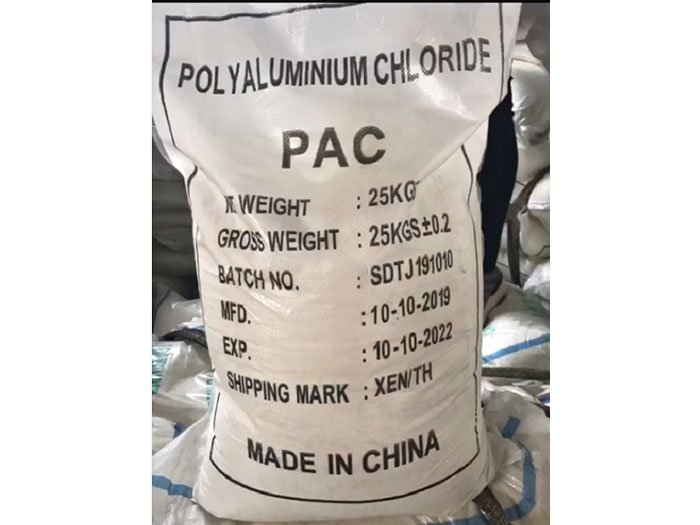 POLYALUMINIUM CHLORIDE
PAC
WEIGHT : 25KG
GROSS WEIGHT : 25KGS±0.2
BATCH NO. : SDTJ191010
MFD. : 10-10-2019
EXP. : 10-10-2022
SHIPPING MARK : XEN/TH
MADE IN CHINA